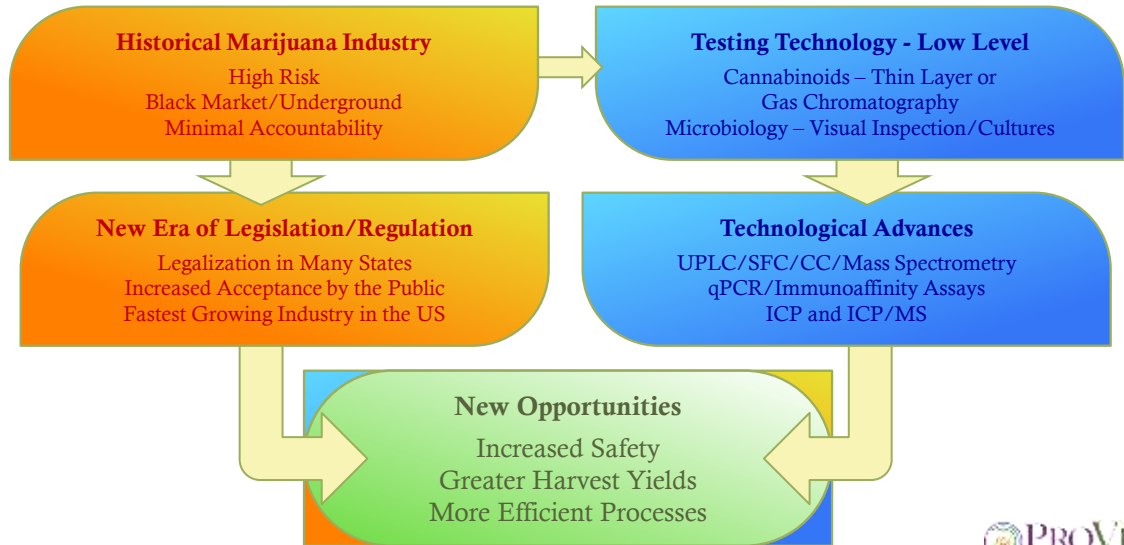 Historical Marijuana Industry
High Risk
Black Market/Underground
Minimal Accountability
Testing Technology - Low Level
Cannabinoids – Thin Layer or
Gas Chromatography
Microbiology – Visual Inspection/Cultures
New Era of Legislation/Regulation
Legalization in Many States
Increased Acceptance by the Public
Fastest Growing Industry in the US
Technological Advances
UPLC/SFC/CC/Mass Spectrometry
qPCR/Immunoaffinity Assays
ICP and ICP/MS
New Opportunities
Increased Safety
Greater Harvest Yields
More Efficient Processes